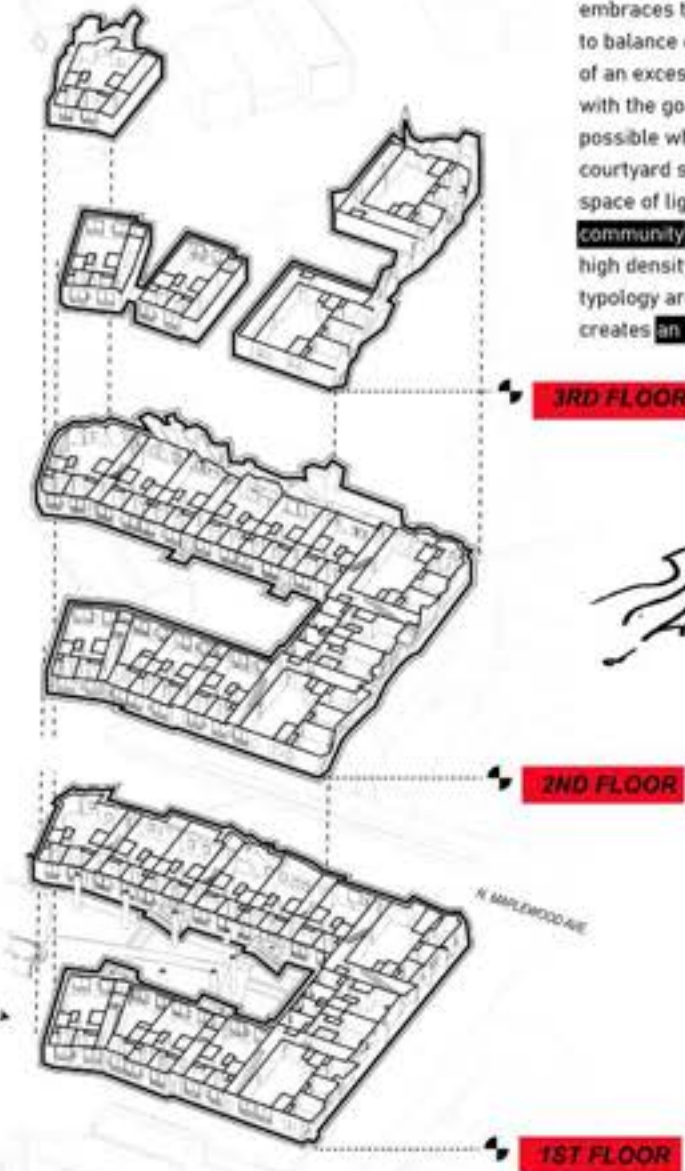 embraces t
to balance
of an exces
with the go
possible wh
courtyard s
space of lig
community
high densit
typology ar
creates an
3RD FLOOR
2ND FLOOR
N. MAPLEWOOD AVE.
1ST FLOOR